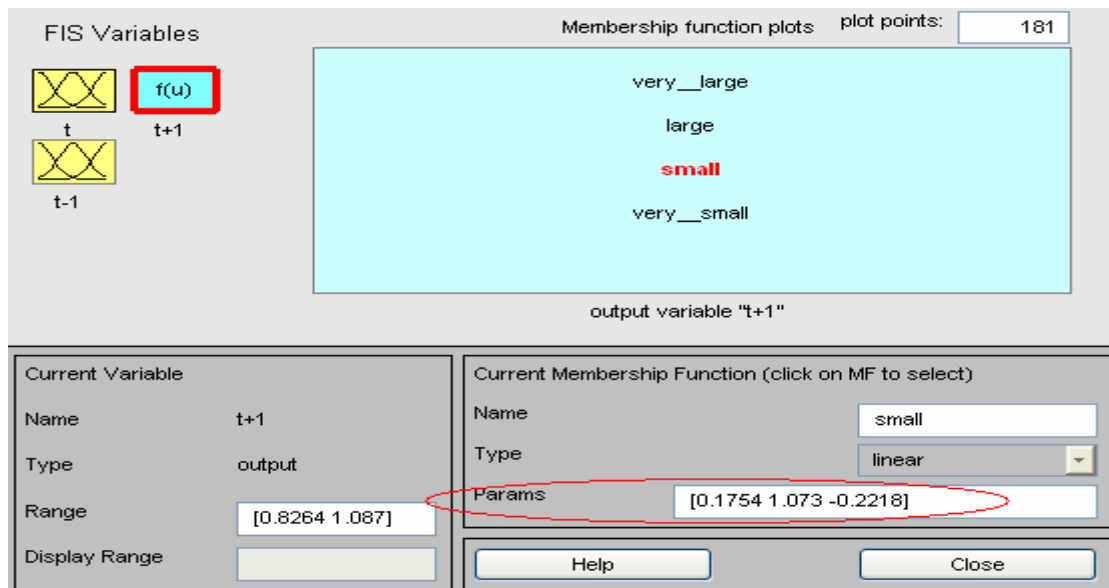 FIS Variables
Membership function plots plot points: 181
f(u)
t t+1
t-1
very__large
large
small
very__small
output variable "t+1"
Current Variable
Name t+1
Type output
Range [0.8264 1.087]
Display Range
Current Membership Function (click on MF to select)
Name small
Type linear
Params [0.1754 1.073 -0.2218]
Help Close